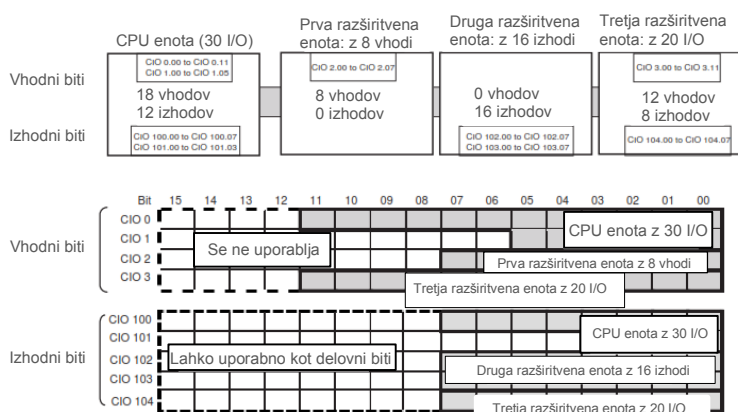 CPU enota (30 I/O)
Prva razširitvena
enota: z 8 vhodi
Druga razširitvena
enota: z 16 izhodi
Tretja razširitvena
enota: z 20 I/O
Vhodni biti
CIO 0.00 to CIO 0.11
CIO 1.00 to CIO 1.05
18 vhodov
12 izhodov
CIO 2.00 to CIO 2.07
8 vhodov
0 izhodov
0 vhodov
16 izhodov
CIO 3.00 to CIO 3.11
12 vhodov
8 izhodov
Izhodni biti
CIO 100.00 to CIO 100.07
CIO 101.00 to CIO 101.03
CIO 102.00 to CIO 102.07
CIO 103.00 to CIO 103.07
CIO 104.00 to CIO 104.07
Bit 15 14 13 12 11 10 09 08 07 06 05 04 03 02 01 00
Vhodni biti
CIO 0
CIO 1
CIO 2
CIO 3
Se ne uporablja
CPU enota z 30 I/O
Prva razširitvena enota z 8 vhodi
Tretja razširitvena enota z 20 I/O
Izhodni biti
CIO 100
CIO 101
CIO 102
CIO 103
CIO 104
Lahko uporabno kot delovni biti
CPU enota z 30 I/O
Druga razširitvena enota z 16 izhodi
Tretja razširitvena enota z 20 I/O